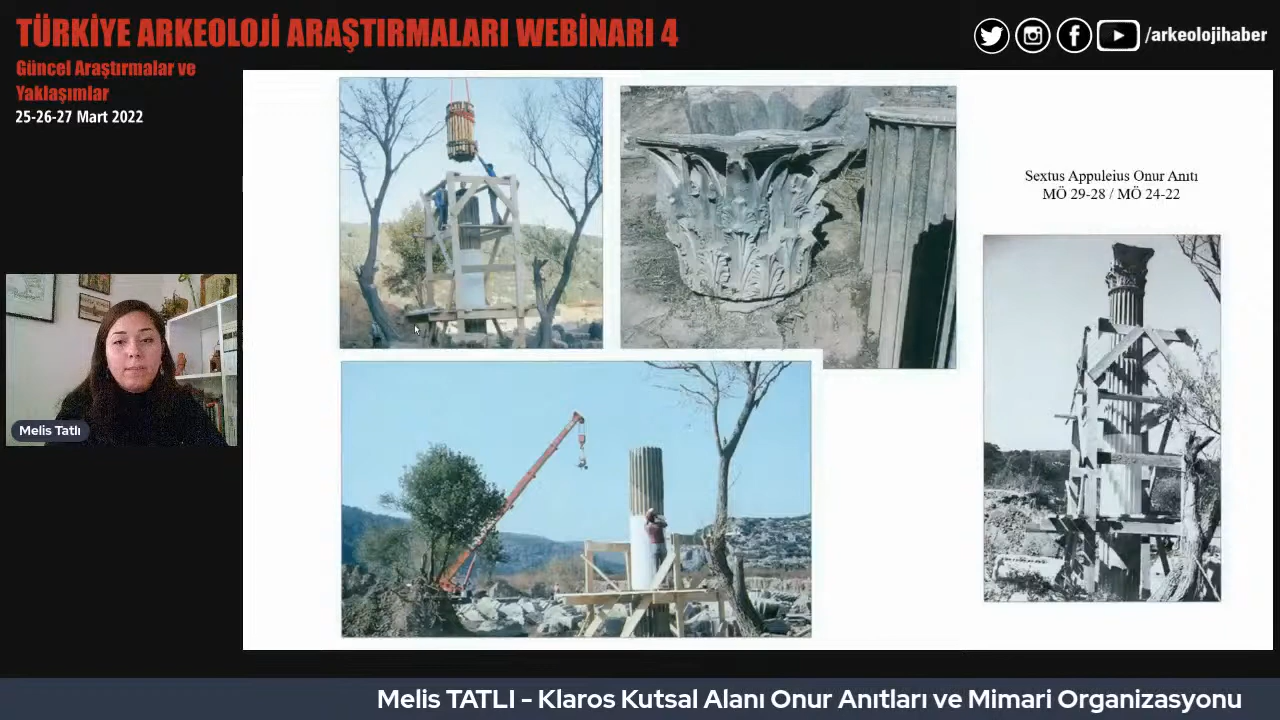 TÜRKİYE ARKEOLOJİ ARAŞTIRMALARI WEBİNARI 4
Güncel Araştırmalar ve
Yaklaşımlar
25-26-27 Mart 2022
/arkeolojihaber
Sextus Appuleius Onur Anıtı
MÖ 29-28 / MÖ 24-22
Melis Tatlı
Melis TATLI - Klaros Kutsal Alanı Onur Anıtları ve Mimari Organizasyonu